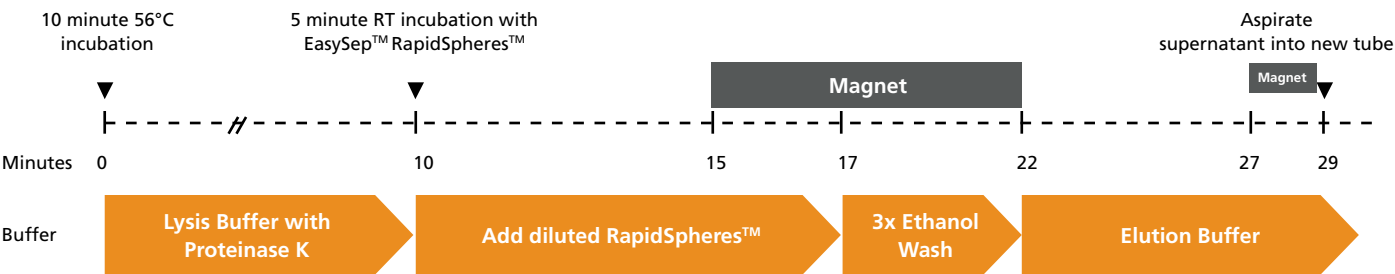 10 minute 56°C
incubation
5 minute RT incubation with
EasySep™ RapidSpheres™
Aspirate
supernatant into new tube
Magnet
Magnet
Minutes 0 10 15 17 22 27 29
Buffer
Lysis Buffer with
Proteinase K
Add diluted RapidSpheres™
3x Ethanol
Wash
Elution Buffer